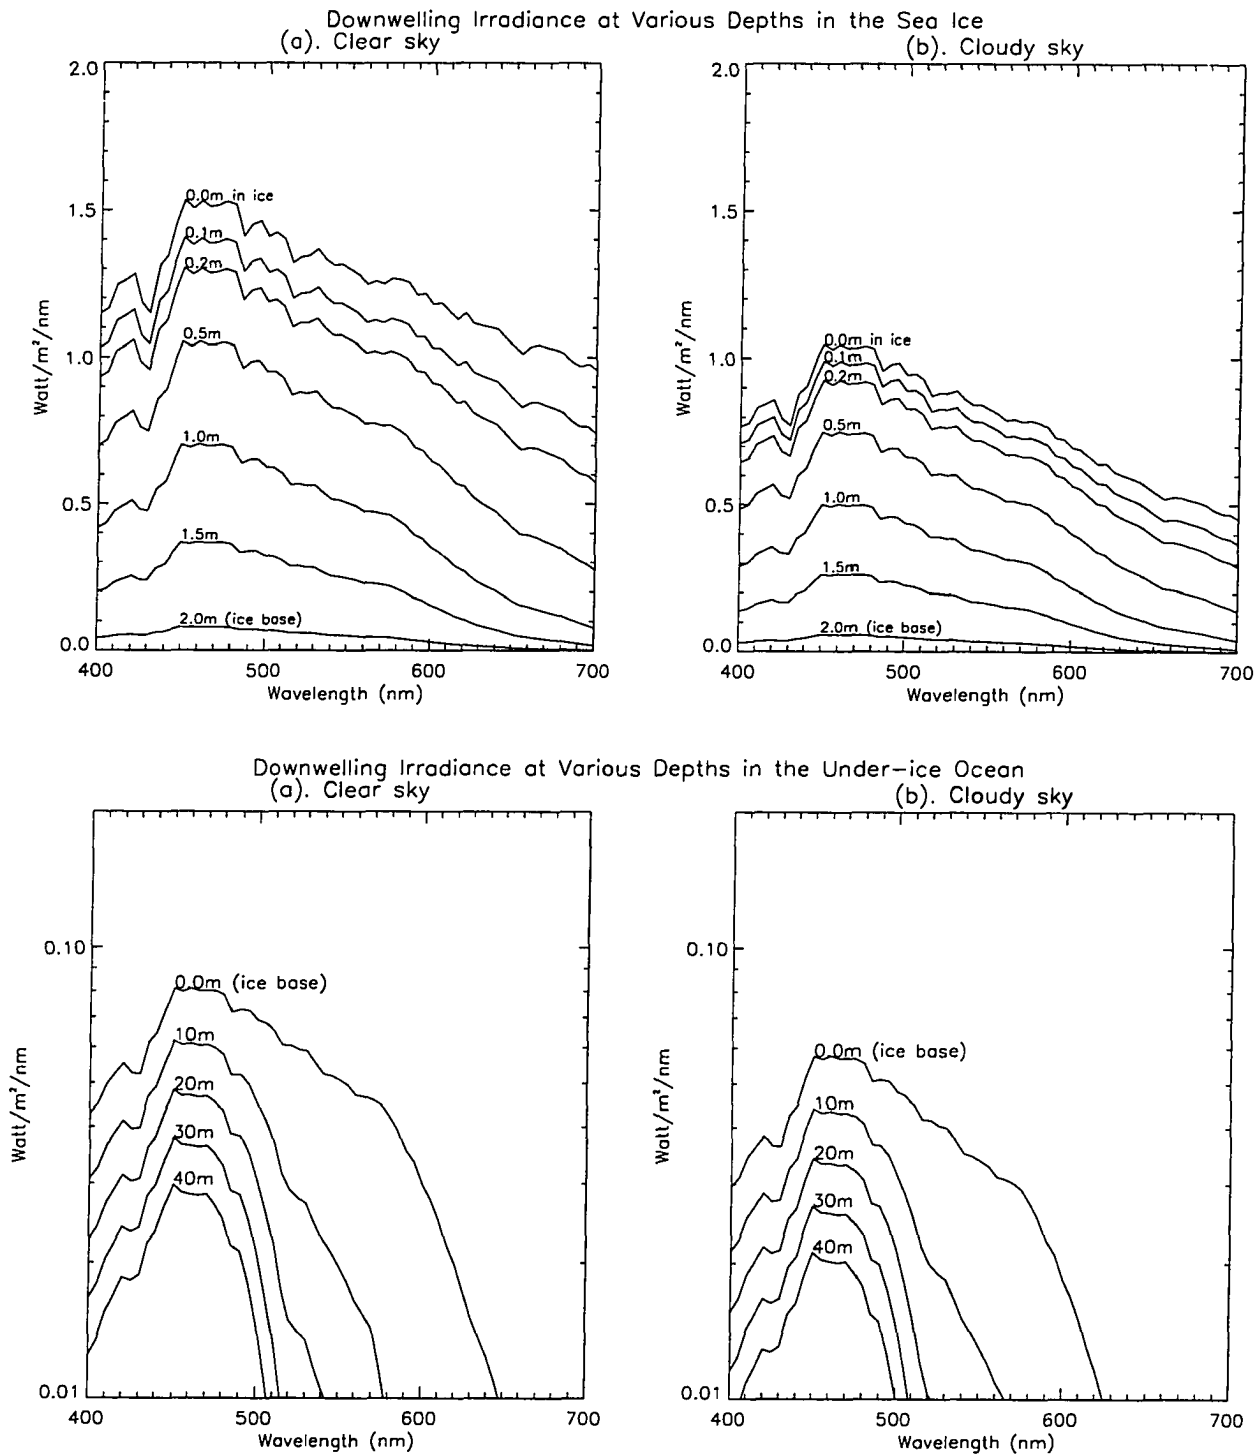 Downwelling Irradiance at Various Depths in the Sea Ice
(a). Clear sky
(b). Cloudy sky
2.0
1.5
1.0
0.5
0.0
Watt/m²/nm
0.0m in ice
0.1m
0.2m
0.5m
1.0m
1.5m
2.0m (ice base)
400 500 600 700
Wavelength (nm)
2.0
1.5
1.0
0.5
0.0
Watt/m²/nm
0.0m in ice
0.1m
0.2m
0.5m
1.0m
1.5m
2.0m (ice base)
400 500 600 700
Wavelength (nm)
Downwelling Irradiance at Various Depths in the Under-ice Ocean
(a). Clear sky
(b). Cloudy sky
0.10
0.01
Watt/m²/nm
0.0m (ice base)
10m
20m
30m
40m
400 500 600 700
Wavelength (nm)
0.10
0.01
Watt/m²/nm
0.0m (ice base)
10m
20m
30m
40m
400 500 600 700
Wavelength (nm)